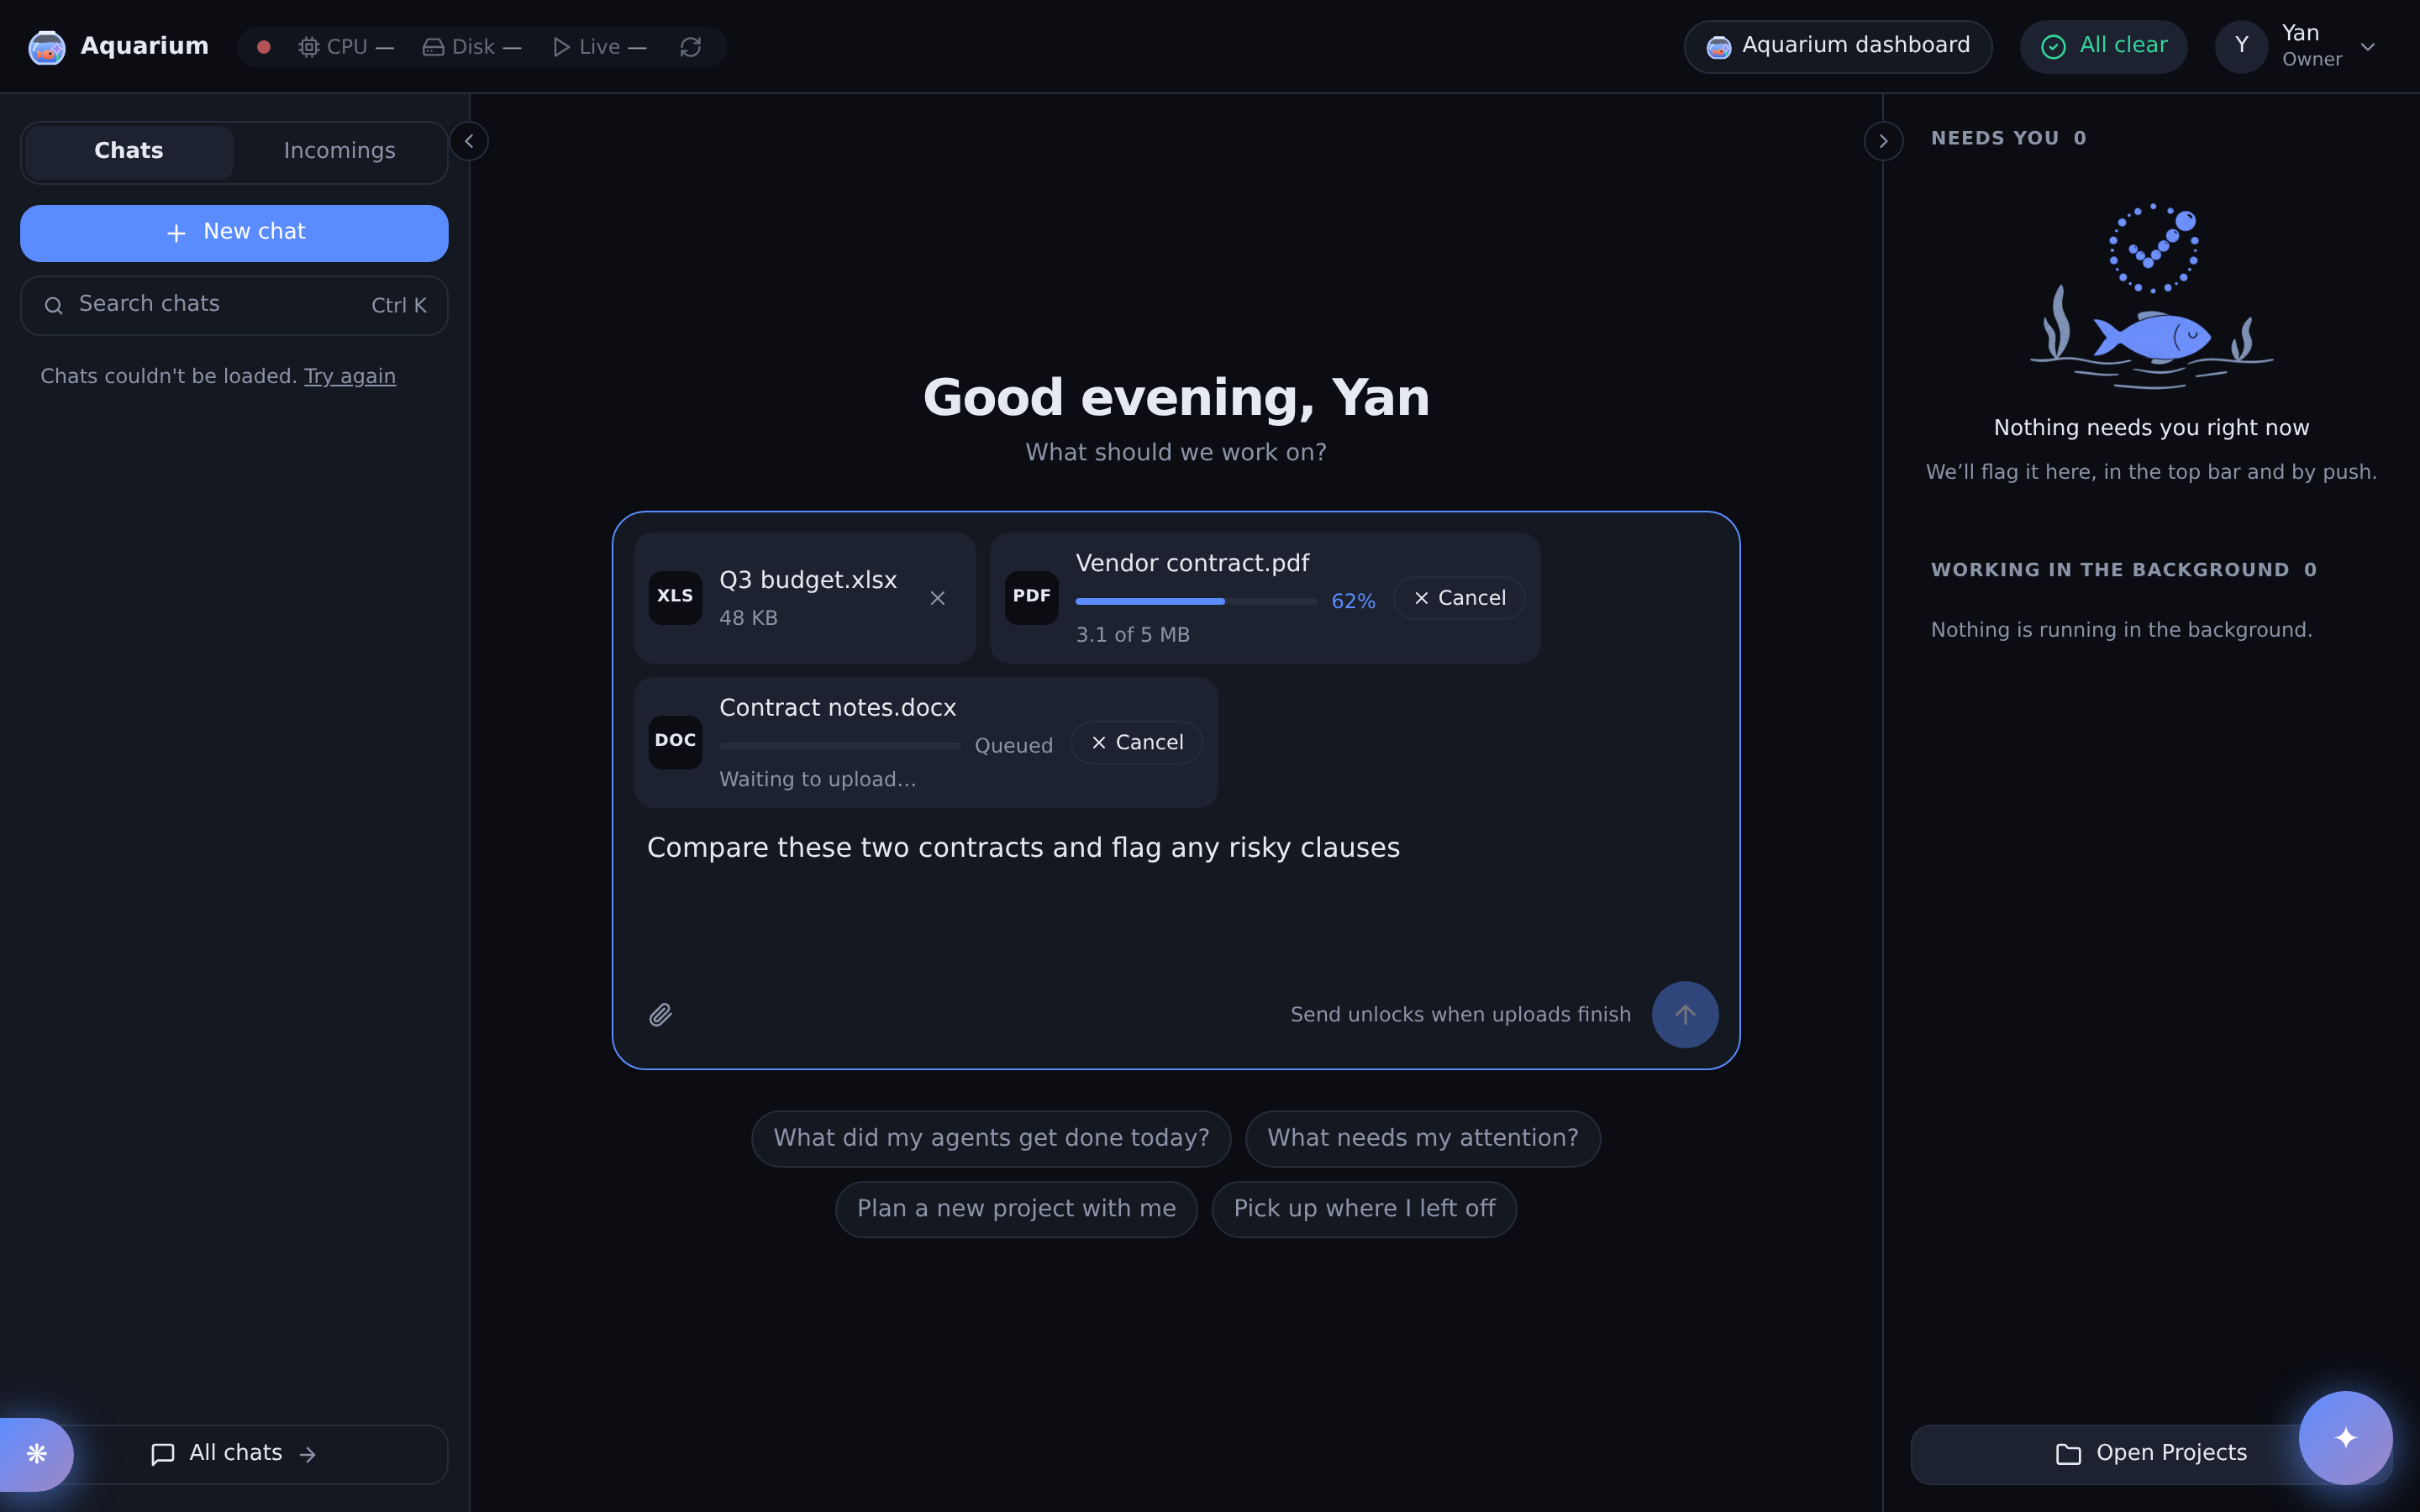 Aquarium
CPU —
Disk —
Live —
Aquarium dashboard
All clear
Y
Yan
Owner
Chats
Incomings
New chat
Search chats
Ctrl K
Chats couldn't be loaded. Try again
All chats
Good evening, Yan
What should we work on?
XLS
Q3 budget.xlsx
48 KB
PDF
Vendor contract.pdf
62%
3.1 of 5 MB
Cancel
DOC
Contract notes.docx
Queued
Waiting to upload…
Cancel
Compare these two contracts and flag any risky clauses
Send unlocks when uploads finish
What did my agents get done today?
What needs my attention?
Plan a new project with me
Pick up where I left off
NEEDS YOU 0
Nothing needs you right now
We’ll flag it here, in the top bar and by push.
WORKING IN THE BACKGROUND 0
Nothing is running in the background.
Open Projects